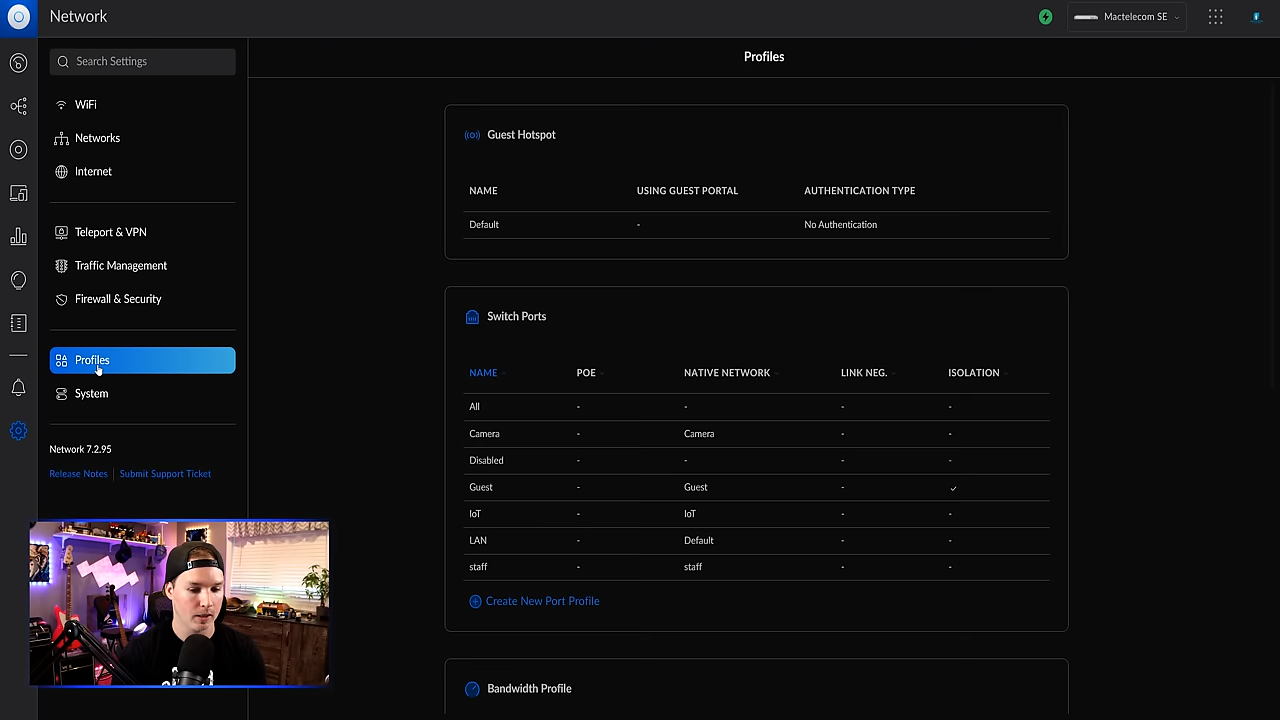 Network
Mactelecom SE
Search Settings
WiFi
Networks
Internet
Teleport & VPN
Traffic Management
Firewall & Security
Profiles
System
Network 7.2.95
Release Notes | Submit Support Ticket
Profiles
Guest Hotspot
NAME USING GUEST PORTAL AUTHENTICATION TYPE
Default - No Authentication
Switch Ports
NAME POE NATIVE NETWORK LINK NEG. ISOLATION
All - - - -
Camera - Camera - -
Disabled - - - -
Guest - Guest - ✓
IoT - IoT - -
LAN - Default - -
staff - staff - -
Create New Port Profile
Bandwidth Profile